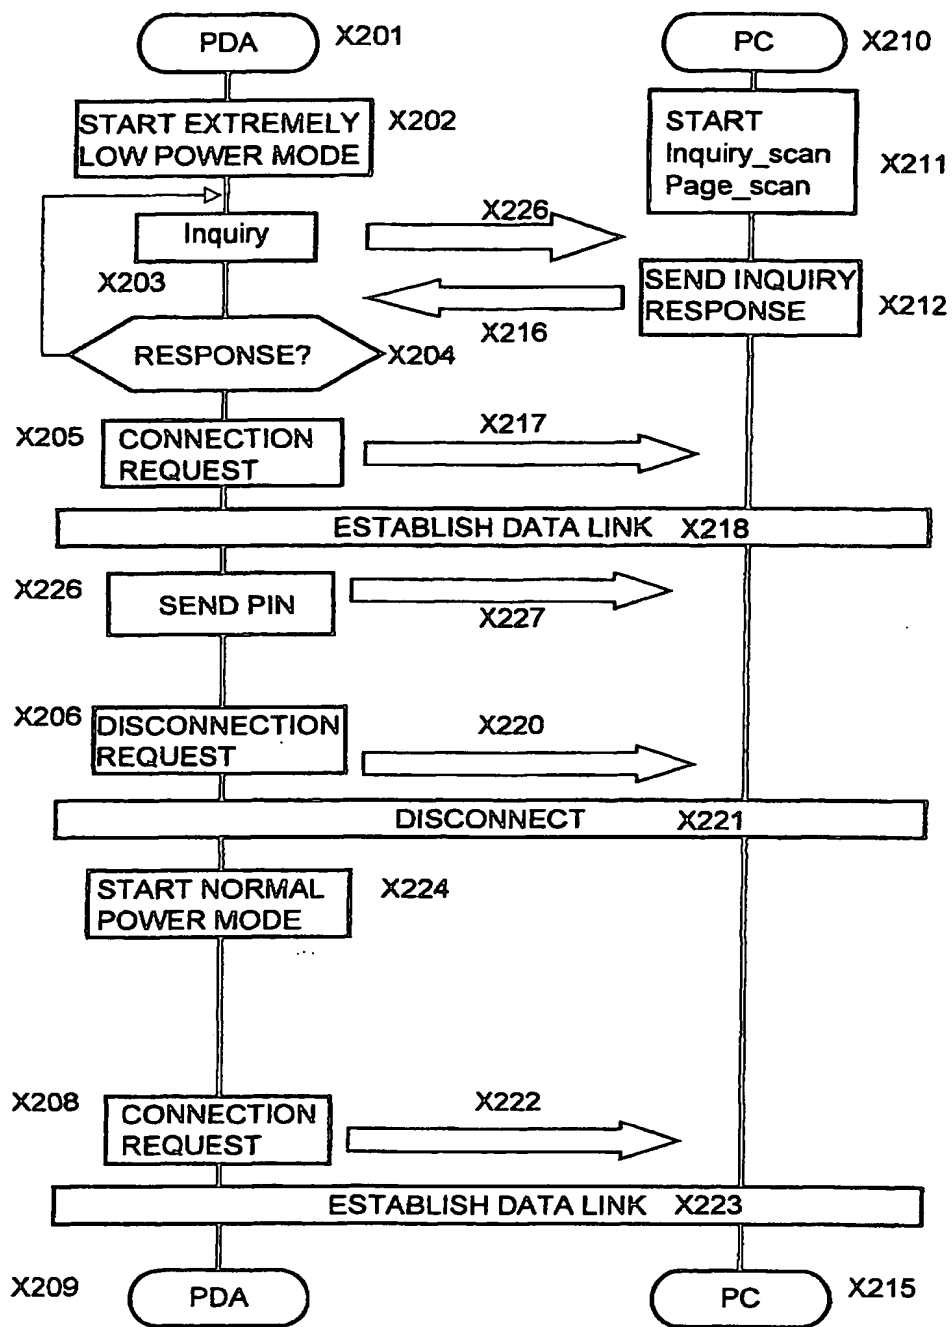 PDA X201
PC X210
START EXTREMELY
LOW POWER MODE
X202
START
Inquiry_scan
Page_scan
X211
Inquiry
X203
X226
SEND INQUIRY
RESPONSE
X212
X216
RESPONSE?
X204
X205
CONNECTION
REQUEST
X217
ESTABLISH DATA LINK X218
X226
SEND PIN
X227
X206
DISCONNECTION
REQUEST
X220
DISCONNECT X221
START NORMAL
POWER MODE
X224
X208
CONNECTION
REQUEST
X222
ESTABLISH DATA LINK X223
X209
PDA
PC
X215